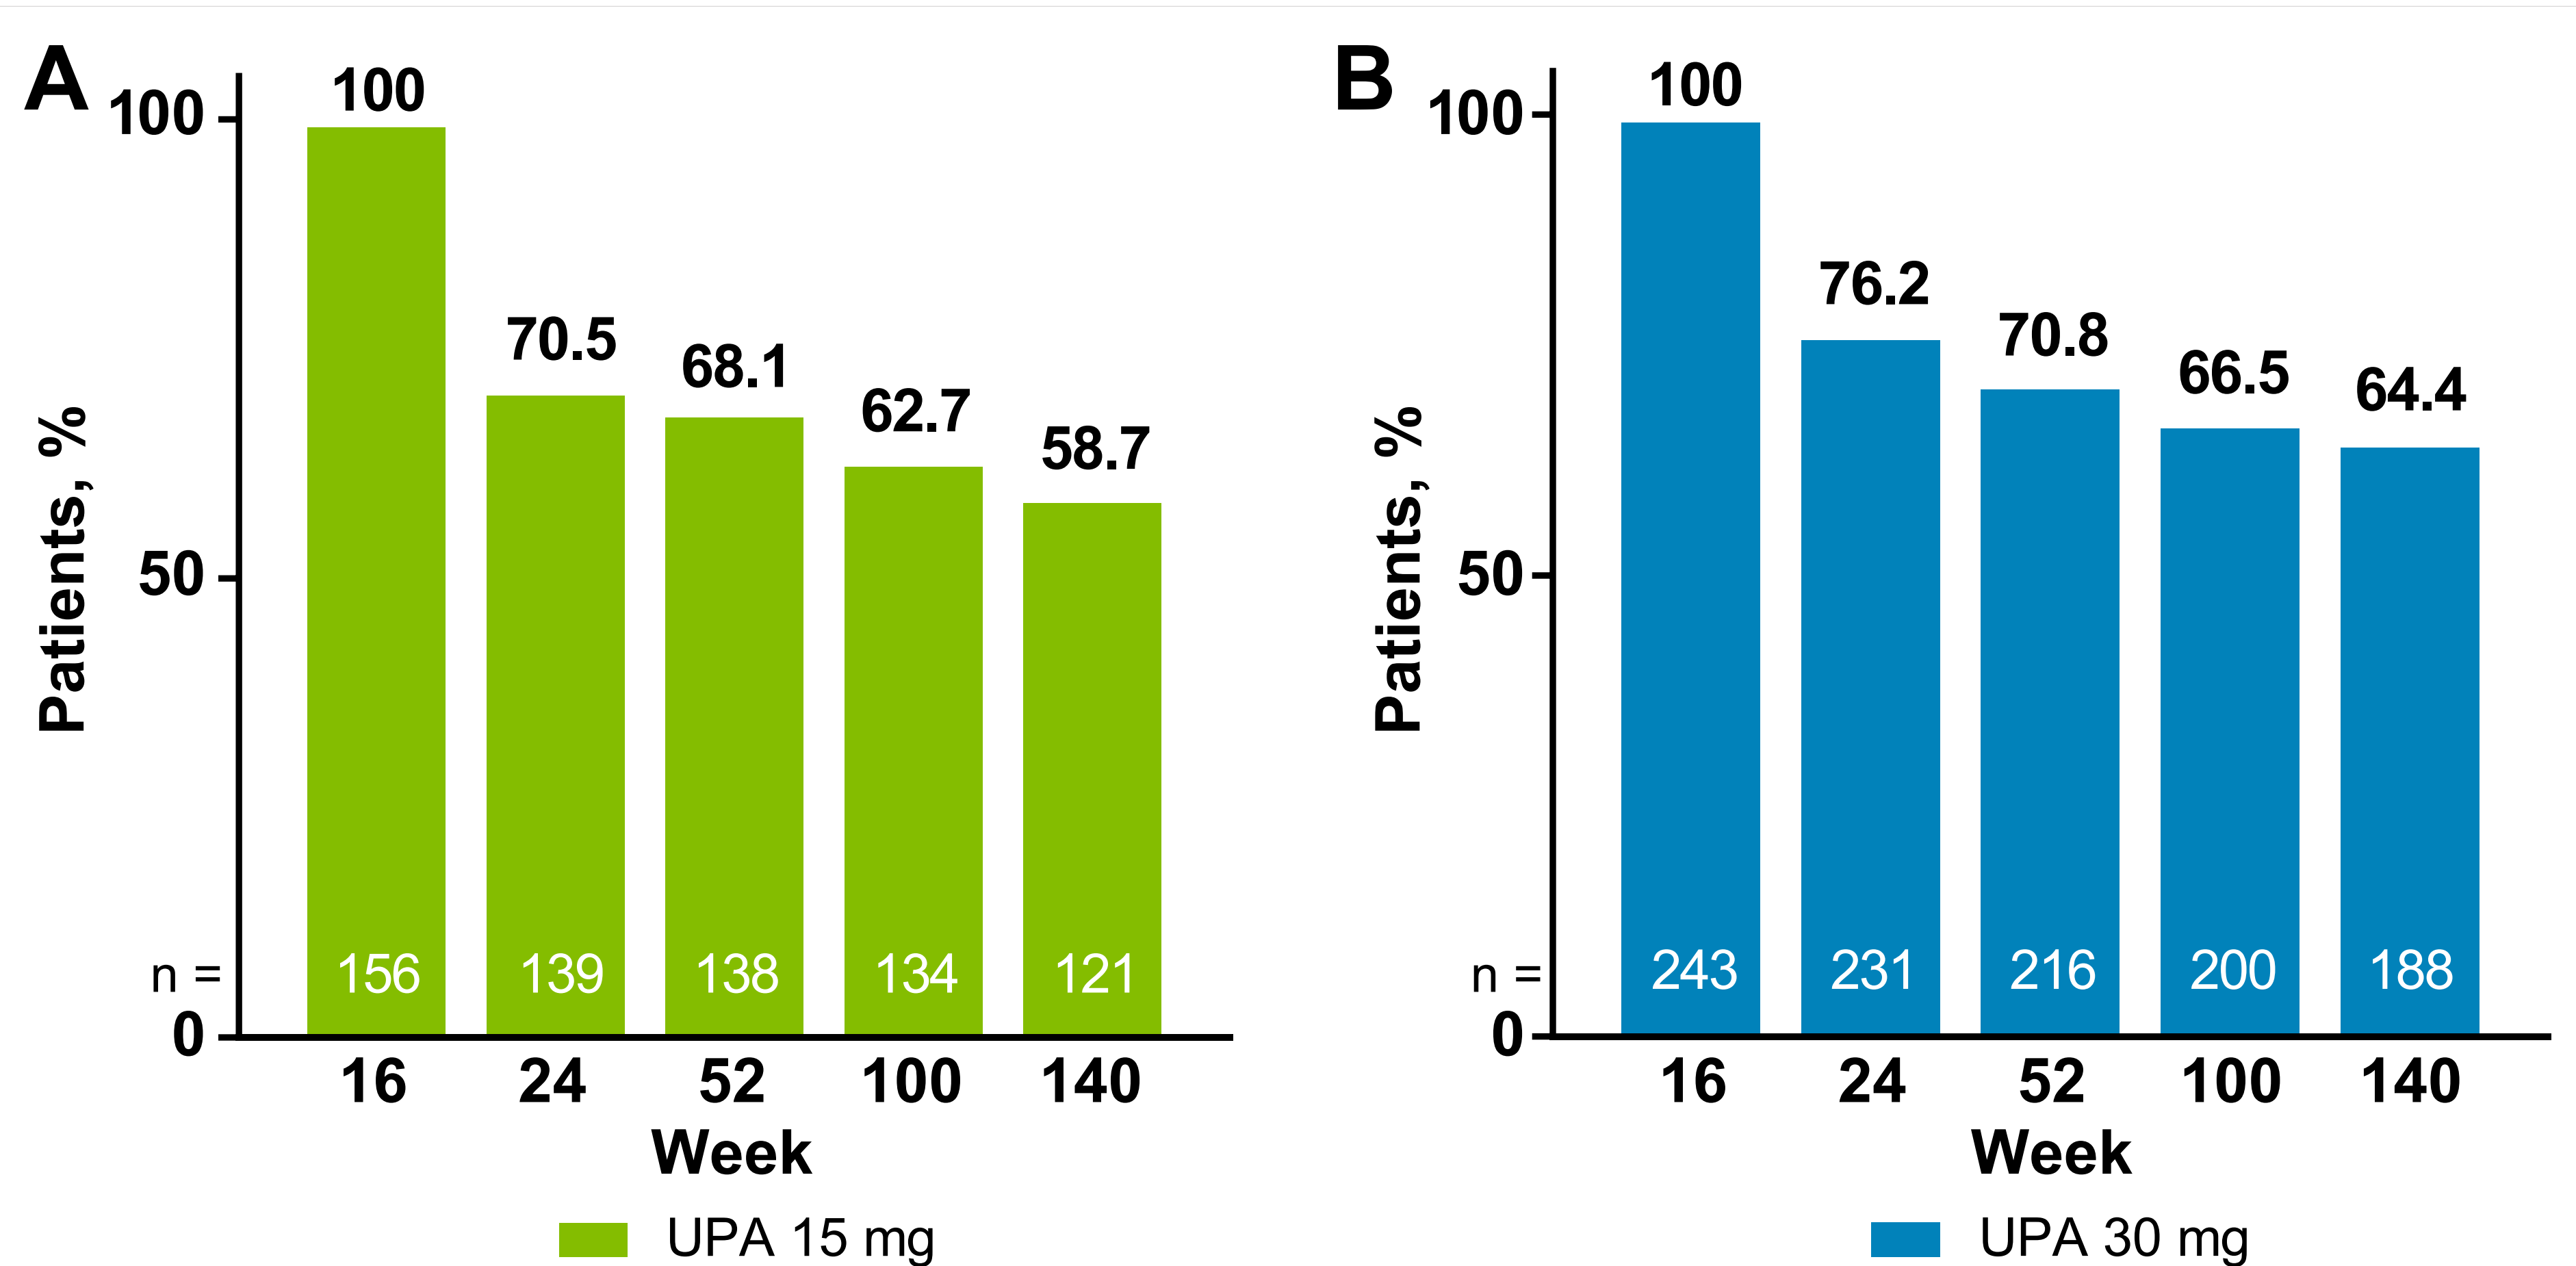 A
100
50
0
Patients, %
100
70.5
68.1
62.7
58.7
n =
156 139 138 134 121
16 24 52 100 140
Week
UPA 15 mg
B
100
50
0
Patients, %
100
76.2
70.8
66.5
64.4
n =
243 231 216 200 188
16 24 52 100 140
Week
UPA 30 mg